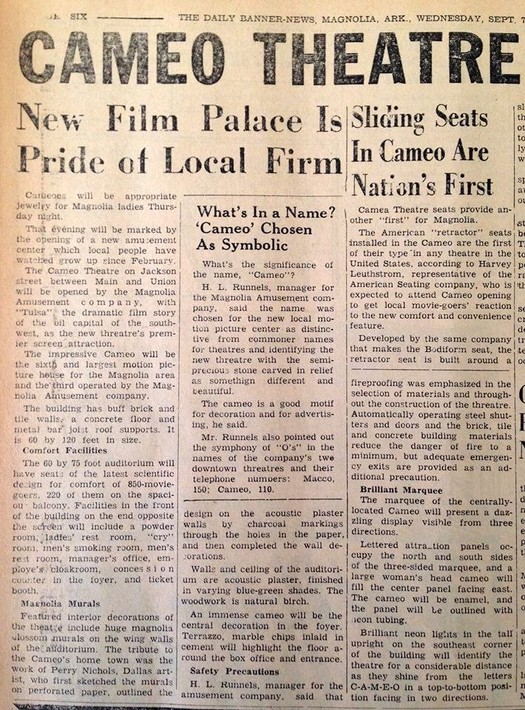 SIX — THE DAILY BANNER-NEWS, MAGNOLIA, ARK., WEDNESDAY, SEPT. 7
CAMEO THEATRE
New Film Palace Is
Pride of Local Firm
Cameoes will be appropriate
jewelry for Magnolia ladies Thurs-
day night.
That evening will be marked by
the opening of a new amusement
center which local people have
watched grow up since February.
The Cameo Theatre on Jackson
street between Main and Union
will be opened by the Magnolia
Amusement company, with
"Tulsa", the dramatic film story
of the oil capital of the south-
west, as the new threatre's prem-
ier screen attraction.
The impressive Cameo will be
the sixth and largest motion pic-
ture house for the Magnolia area
and the third operated by the Mag-
nolia Amusement company.
The building has buff brick and
tile walls, a concrete floor and
metal bar joist roof supports. It
is 60 by 120 feet in size.
Comfort Facilities
The 60 by 75 foot auditorium will
have seats of the latest scientific
design for comfort of 850-movie-
goers, 220 of them on the spaci-
ous balcony. Facilities in the front
of the building on the end opposite
the screen will include a powder
room, ladies' rest room, "cry"
room, men's smoking room, men's
rest room, manager's office, em-
ploye's cloakroom, concession
counter in the foyer, and ticket
booth.
Magnolia Murals
Featured interior decorations of
the theatre include huge magnolia
blossom murals on the wing walls
of the auditorium. The tribute to
the Cameo's home town was the
work of Perry Nichols, Dallas art-
ist, who first sketched the murals
on perforated paper, outlined the
What's In a Name?
'Cameo' Chosen
As Symbolic
What's the significance of
the name, "Cameo"?
H. L. Runnels, manager for
the Magnolia Amusement com-
pany, said the name was
chosen for the new local mo-
tion picture center as distinc-
tive from commoner names
for theatres and identifying the
new threatre with the semi-
precious stone carved in relief
as somethign different and
beautiful.
The cameo is a good motif
for decoration and for advertis-
ing, he said.
Mr. Runnels also pointed out
the symphony of "O's" in the
names of the company's two
downtown threatres and their
telephone numbers: Macco,
150; Cameo, 110.
design on the acoustic plaster
walls by charcoal markings
through the holes in the paper,
and then completed the wall de-
corations.
Walls and ceiling of the auditori-
um are acoustic plaster, finished
in varying blue-green shades. The
woodwork is natural birch.
An immense cameo will be the
central decoration in the foyer.
Terrazzo, marble chips inlaid in
cement will highlight the floor a-
round the box office and entrance.
Safety Precautions
H. L. Runnels, manager for the
amusement company, said that
Sliding Seats
In Cameo Are
Nation's First
Camea Theatre seats provide an-
other "first" for Magnolia.
The American "retractor" seats
installed in the Cameo are the first
of their type in any theatre in the
United States, according to Harvey
Leuthstrom, representative of the
American Seating company, who is
expected to attend Cameo opening
to get local movie-goers' reaction
to the new comfort and convenience
feature.
Developed by the same company
that makes the Bodiform seat, the
retractor seat is built around a
fireproofing was emphasized in the
selection of materials and through-
out the construction of the threatre.
Automatically operating steel shut-
ters and doors and the brick, tile
and concrete building materials
reduce the danger of fire to a
minimum, but adequate emergen-
cy exits are provided as an ad-
ditional precaution.
Brilliant Marquee
The marquee of the centrally-
located Cameo will present a daz-
zling display visible from three
directions.
Lettered attraction panels oc-
cupy the north and south sides
of the three-sided marquee, and a
large woman's head cameo will
fill the center panel facing east.
The cameo will be enamel, and
the panel will be outlined with
neon tubing.
Brilliant neon lights in the tall
upright on the southeast corner
of the building will identify the
theatre for a considerable distance
as they shine from the letters
C-A-M-E-O in a top-to-bottom posi-
tion facing in two directions.